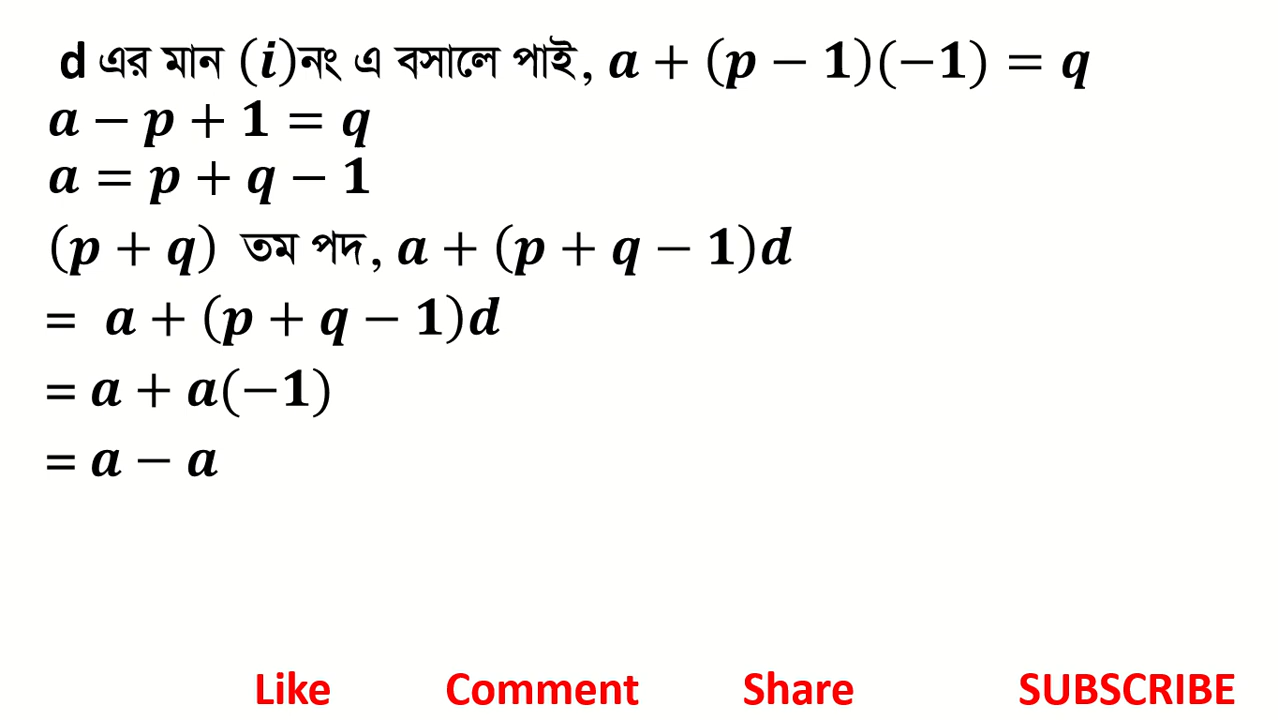 d এর মান (i)নং এ বসালে পাই, a + (p − 1)(−1) = q
a − p + 1 = q
a = p + q − 1
(p + q) তম পদ, a + (p + q − 1)d
= a + (p + q − 1)d
= a + a(−1)
= a − a
Like Comment Share SUBSCRIBE